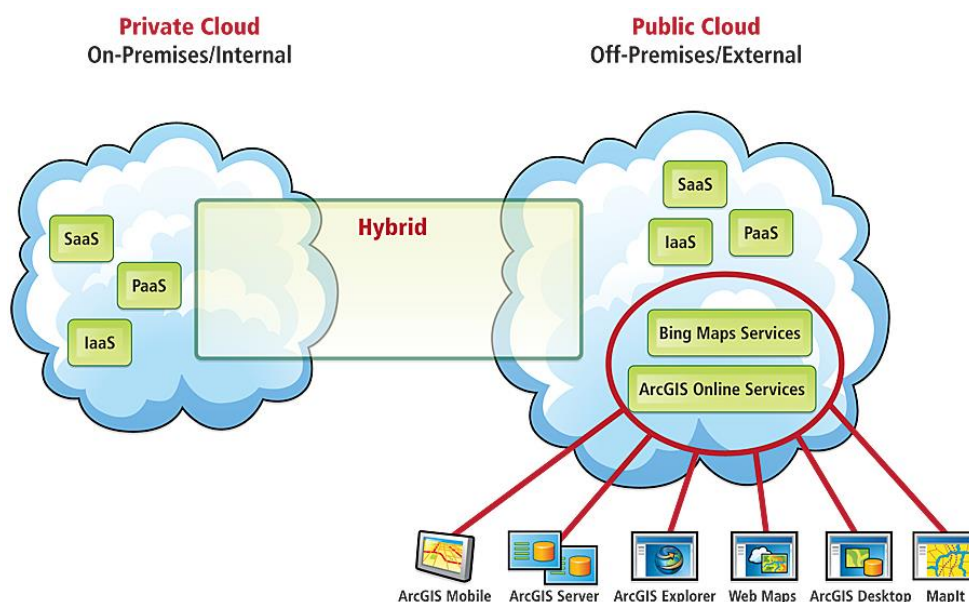 Private Cloud
On-Premises/Internal
Public Cloud
Off-Premises/External
SaaS
PaaS
IaaS
Hybrid
SaaS
IaaS
PaaS
Bing Maps Services
ArcGIS Online Services
ArcGIS Mobile
ArcGIS Server
ArcGIS Explorer
Web Maps
ArcGIS Desktop
MapIt